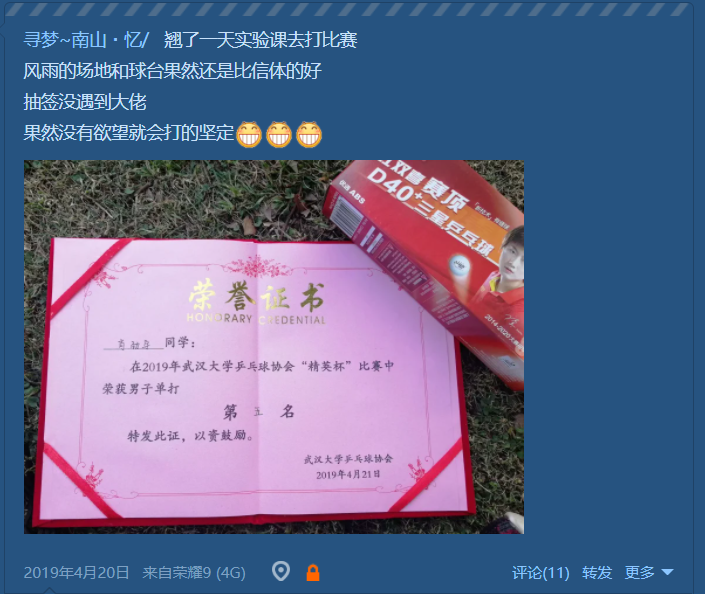 寻梦~南山·忆/ 翘了一天实验课去打比赛
风雨的场地和球台果然还是比信体的好
抽签没遇到大佬
果然没有欲望就会打的坚定
双喜 赛顶
D40+三星乒乓球
ABS
荣誉证书
HONORARY CREDENTIAL
同学：
在2019年武汉大学乒乓球协会“精英杯”比赛中
荣获男子单打
第 五 名
特发此证，以资鼓励。
武汉大学乒乓球协会
2019年4月21日
2019年4月20日 来自荣耀9 (4G) 评论(11) 转发 更多